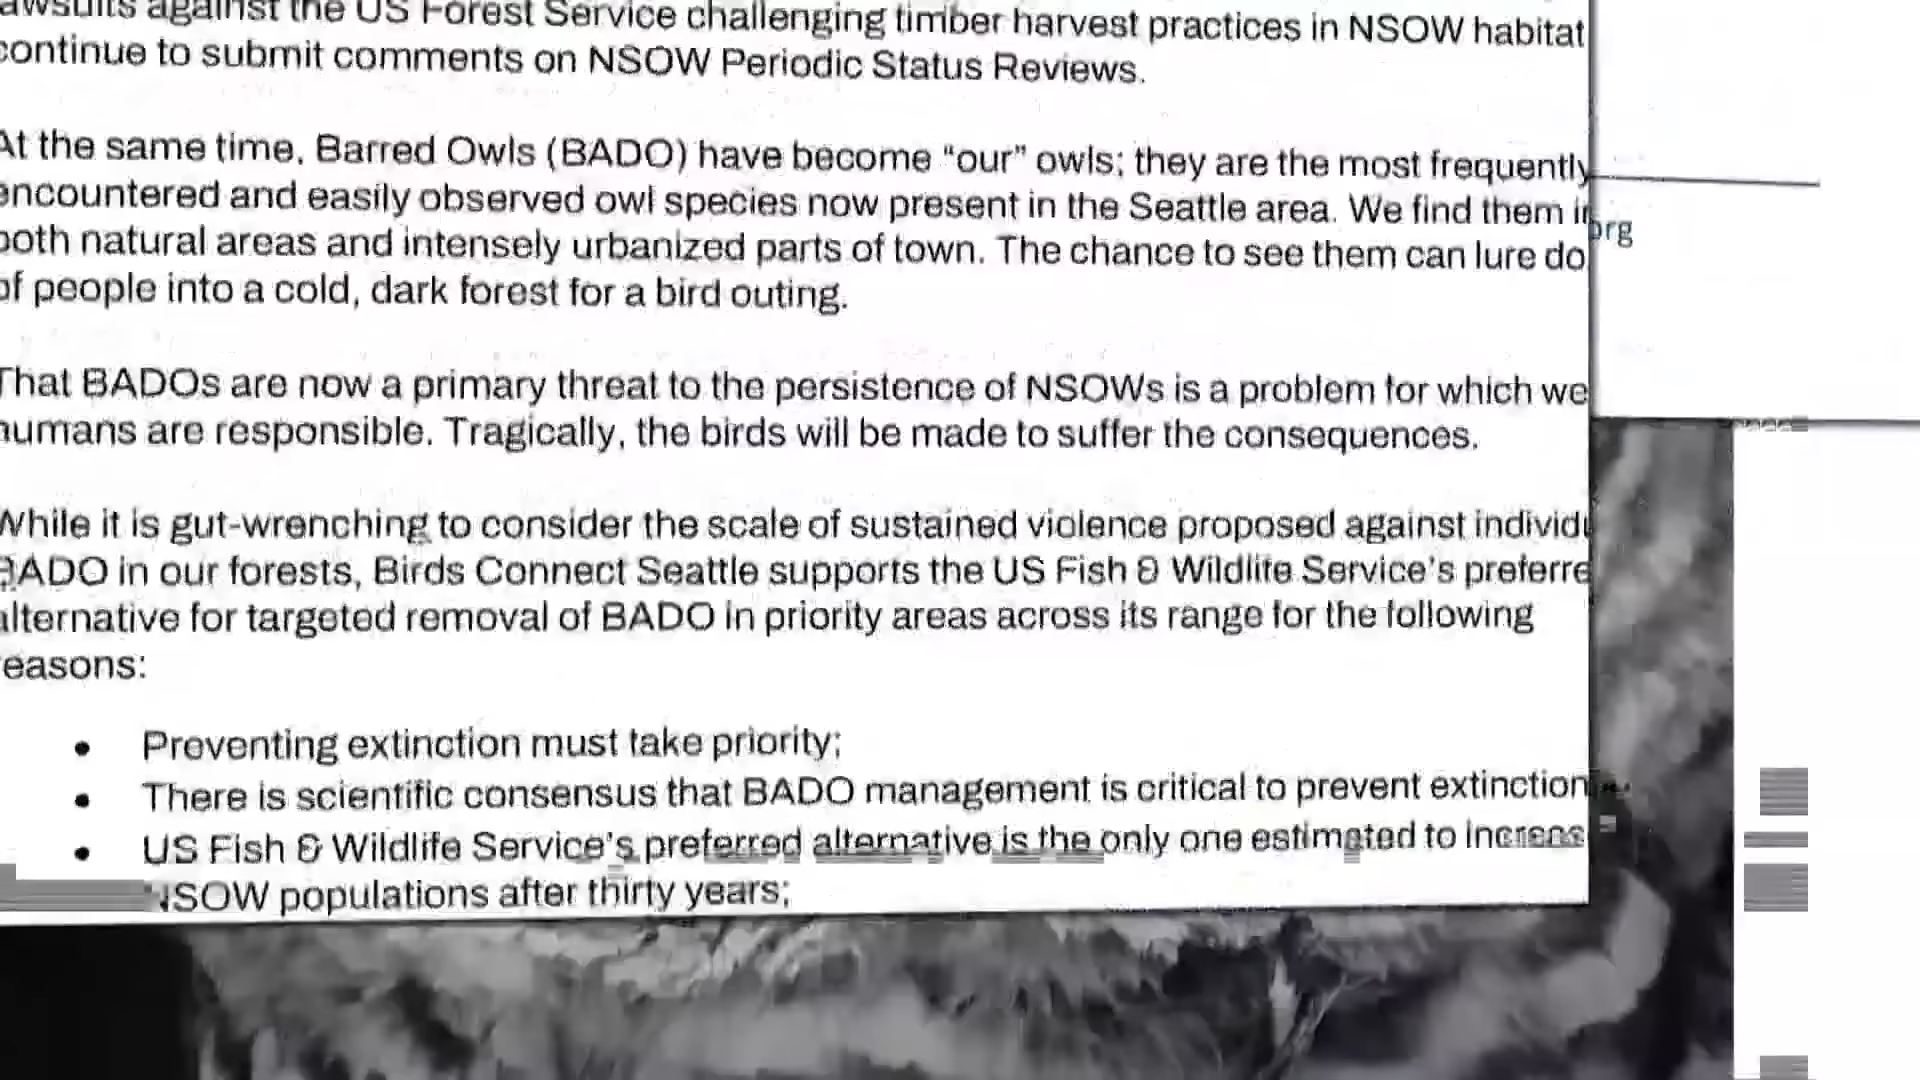 awsuits against the US Forest Service challenging timber harvest practices in NSOW habitat
continue to submit comments on NSOW Periodic Status Reviews.
At the same time, Barred Owls (BADO) have become “our” owls; they are the most frequently
encountered and easily observed owl species now present in the Seattle area. We find them in
both natural areas and intensely urbanized parts of town. The chance to see them can lure do
of people into a cold, dark forest for a bird outing.
That BADOs are now a primary threat to the persistence of NSOWs is a problem for which we
humans are responsible. Tragically, the birds will be made to suffer the consequences.
While it is gut-wrenching to consider the scale of sustained violence proposed against individu
BADO in our forests, Birds Connect Seattle supports the US Fish & Wildlife Service's preferre
alternative for targeted removal of BADO in priority areas across its range for the following
reasons:
• Preventing extinction must take priority;
• There is scientific consensus that BADO management is critical to prevent extinction
• US Fish & Wildlife Service's preferred alternative is the only one estimated to increase
NSOW populations after thirty years;
org